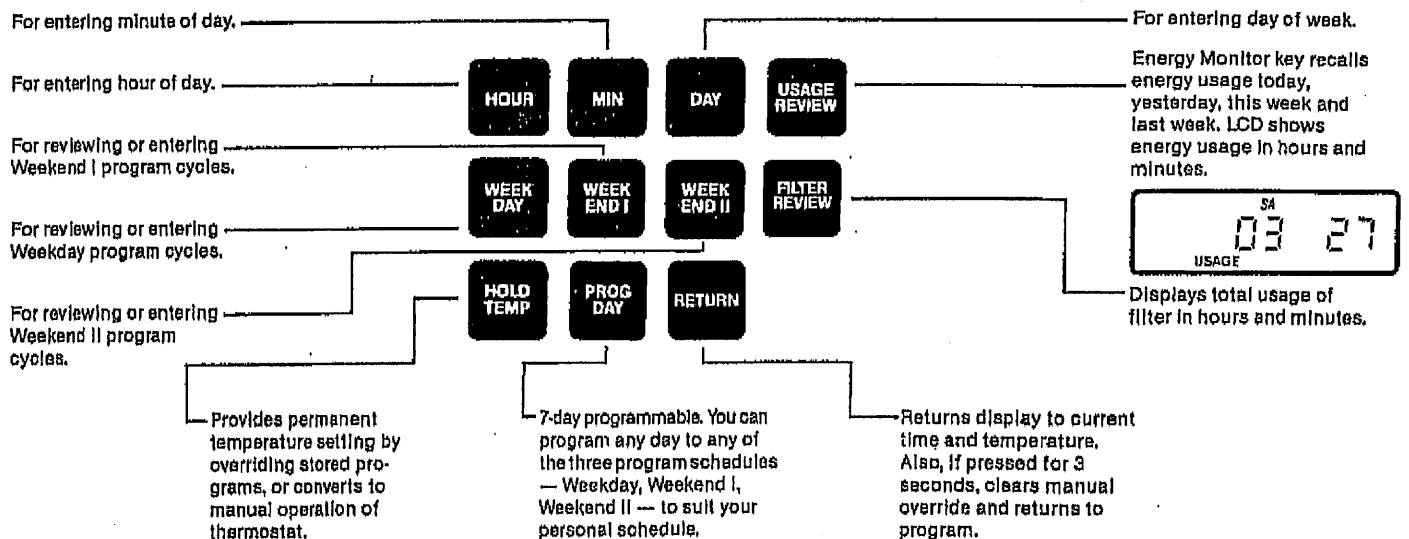 For entering minute of day.
For entering day of week.
For entering hour of day.
Energy Monitor key recalls
energy usage today,
yesterday, this week and
last week. LCD shows
energy usage in hours and
minutes.
HOUR
MIN
DAY
USAGE
REVIEW
For reviewing or entering
Weekend I program cycles.
WEEK
DAY
WEEK
END I
WEEK
END II
FILTER
REVIEW
SA
03 27
USAGE
For reviewing or entering
Weekday program cycles.
HOLD
TEMP
PROG
DAY
RETURN
Displays total usage of
filter in hours and minutes.
For reviewing or entering
Weekend II program
cycles.
Provides permanent
temperature setting by
overriding stored pro-
grams, or converts to
manual operation of
thermostat.
7-day programmable. You can
program any day to any of
the three program schedules
— Weekday, Weekend I,
Weekend II — to suit your
personal schedule.
Returns display to current
time and temperature.
Also, if pressed for 3
seconds, clears manual
override and returns to
program.